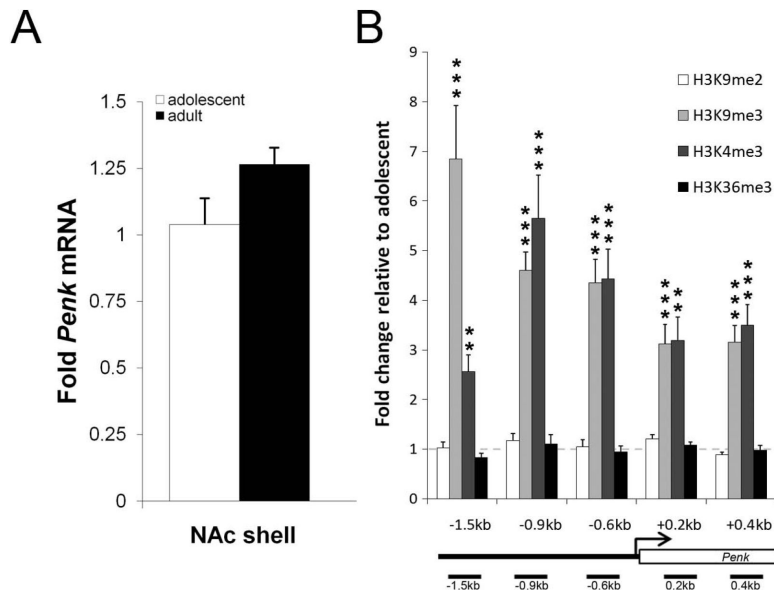 A
adolescent
adult
1.5
1.25
1
0.75
0.5
0.25
0
Fold Penk mRNA
NAc shell
B
9
8
7
6
5
4
3
2
1
0
Fold change relative to adolescent
***
**
***
***
***
***
***
**
***
***
H3K9me2
H3K9me3
H3K4me3
H3K36me3
-1.5kb
-0.9kb
-0.6kb
+0.2kb
+0.4kb
Penk
-1.5kb
-0.9kb
-0.6kb
0.2kb
0.4kb